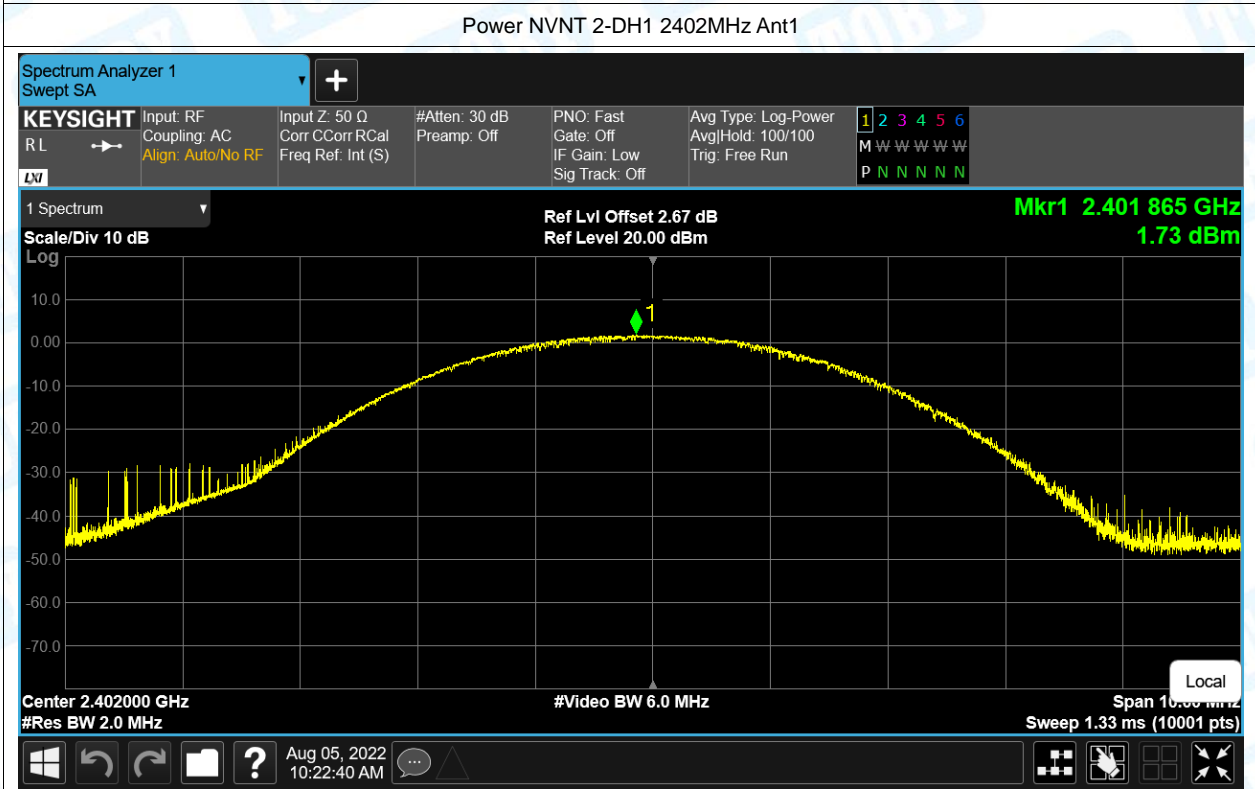 Power NVNT 2-DH1 2402MHz Ant1
Spectrum Analyzer 1
Swept SA
KEYSIGHT
R L
LXI
Input: RF
Coupling: AC
Align: Auto/No RF
Input Z: 50 Ω
Corr CCorr RCal
Freq Ref: Int (S)
#Atten: 30 dB
Preamp: Off
PNO: Fast
Gate: Off
IF Gain: Low
Sig Track: Off
Avg Type: Log-Power
Avg|Hold: 100/100
Trig: Free Run
1 2 3 4 5 6
M W W W W W
P N N N N N
1 Spectrum
Scale/Div 10 dB
Ref Lvl Offset 2.67 dB
Ref Level 20.00 dBm
Mkr1 2.401 865 GHz
1.73 dBm
Log
10.0
0.00
-10.0
-20.0
-30.0
-40.0
-50.0
-60.0
-70.0
1
Center 2.402000 GHz
#Res BW 2.0 MHz
#Video BW 6.0 MHz
Span 10.00 MHz
Sweep 1.33 ms (10001 pts)
Local
?
Aug 05, 2022
10:22:40 AM